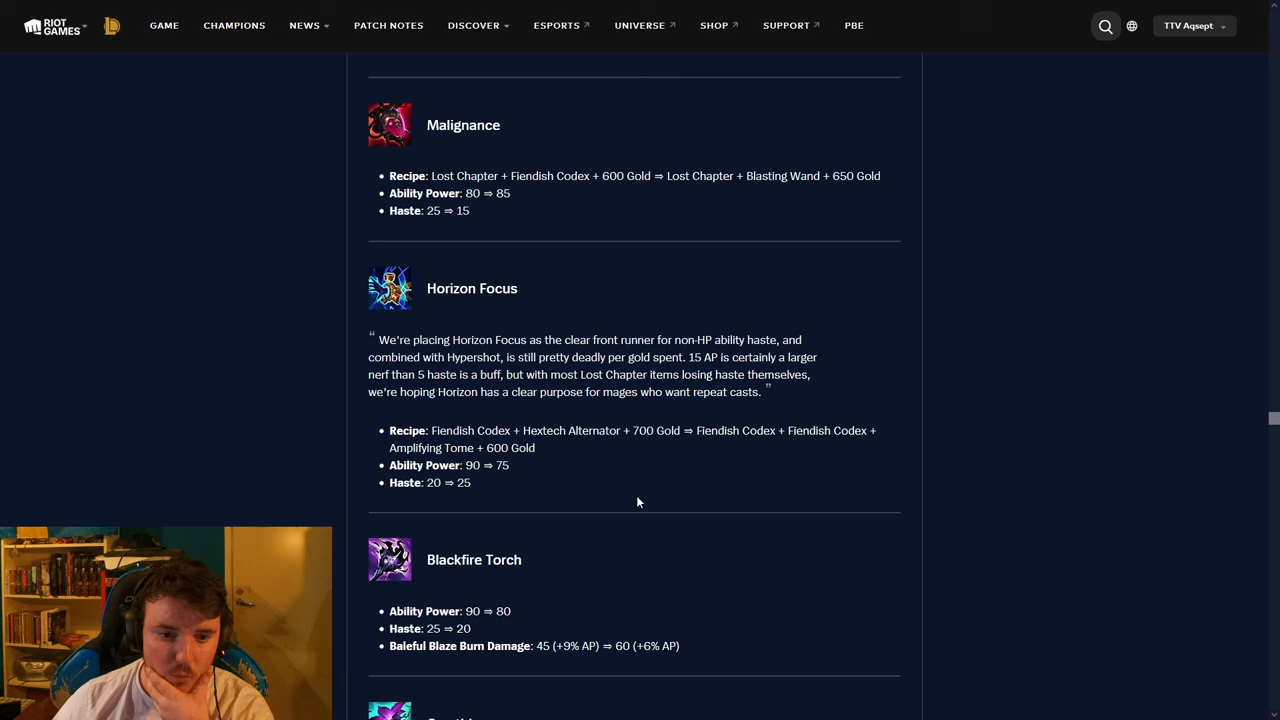 RIOT GAMES
GAME
CHAMPIONS
NEWS
PATCH NOTES
DISCOVER
ESPORTS
UNIVERSE
SHOP
SUPPORT
PBE
TTV Aqsept
Malignance
• Recipe: Lost Chapter + Fiendish Codex + 600 Gold ⇒ Lost Chapter + Blasting Wand + 650 Gold
• Ability Power: 80 ⇒ 85
• Haste: 25 ⇒ 15
Horizon Focus
“ We're placing Horizon Focus as the clear front runner for non-HP ability haste, and
combined with Hypershot, is still pretty deadly per gold spent. 15 AP is certainly a larger
nerf than 5 haste is a buff, but with most Lost Chapter items losing haste themselves,
we're hoping Horizon has a clear purpose for mages who want repeat casts. ”
• Recipe: Fiendish Codex + Hextech Alternator + 700 Gold ⇒ Fiendish Codex + Fiendish Codex +
Amplifying Tome + 600 Gold
• Ability Power: 90 ⇒ 75
• Haste: 20 ⇒ 25
Blackfire Torch
• Ability Power: 90 ⇒ 80
• Haste: 25 ⇒ 20
• Baleful Blaze Burn Damage: 45 (+9% AP) ⇒ 60 (+6% AP)